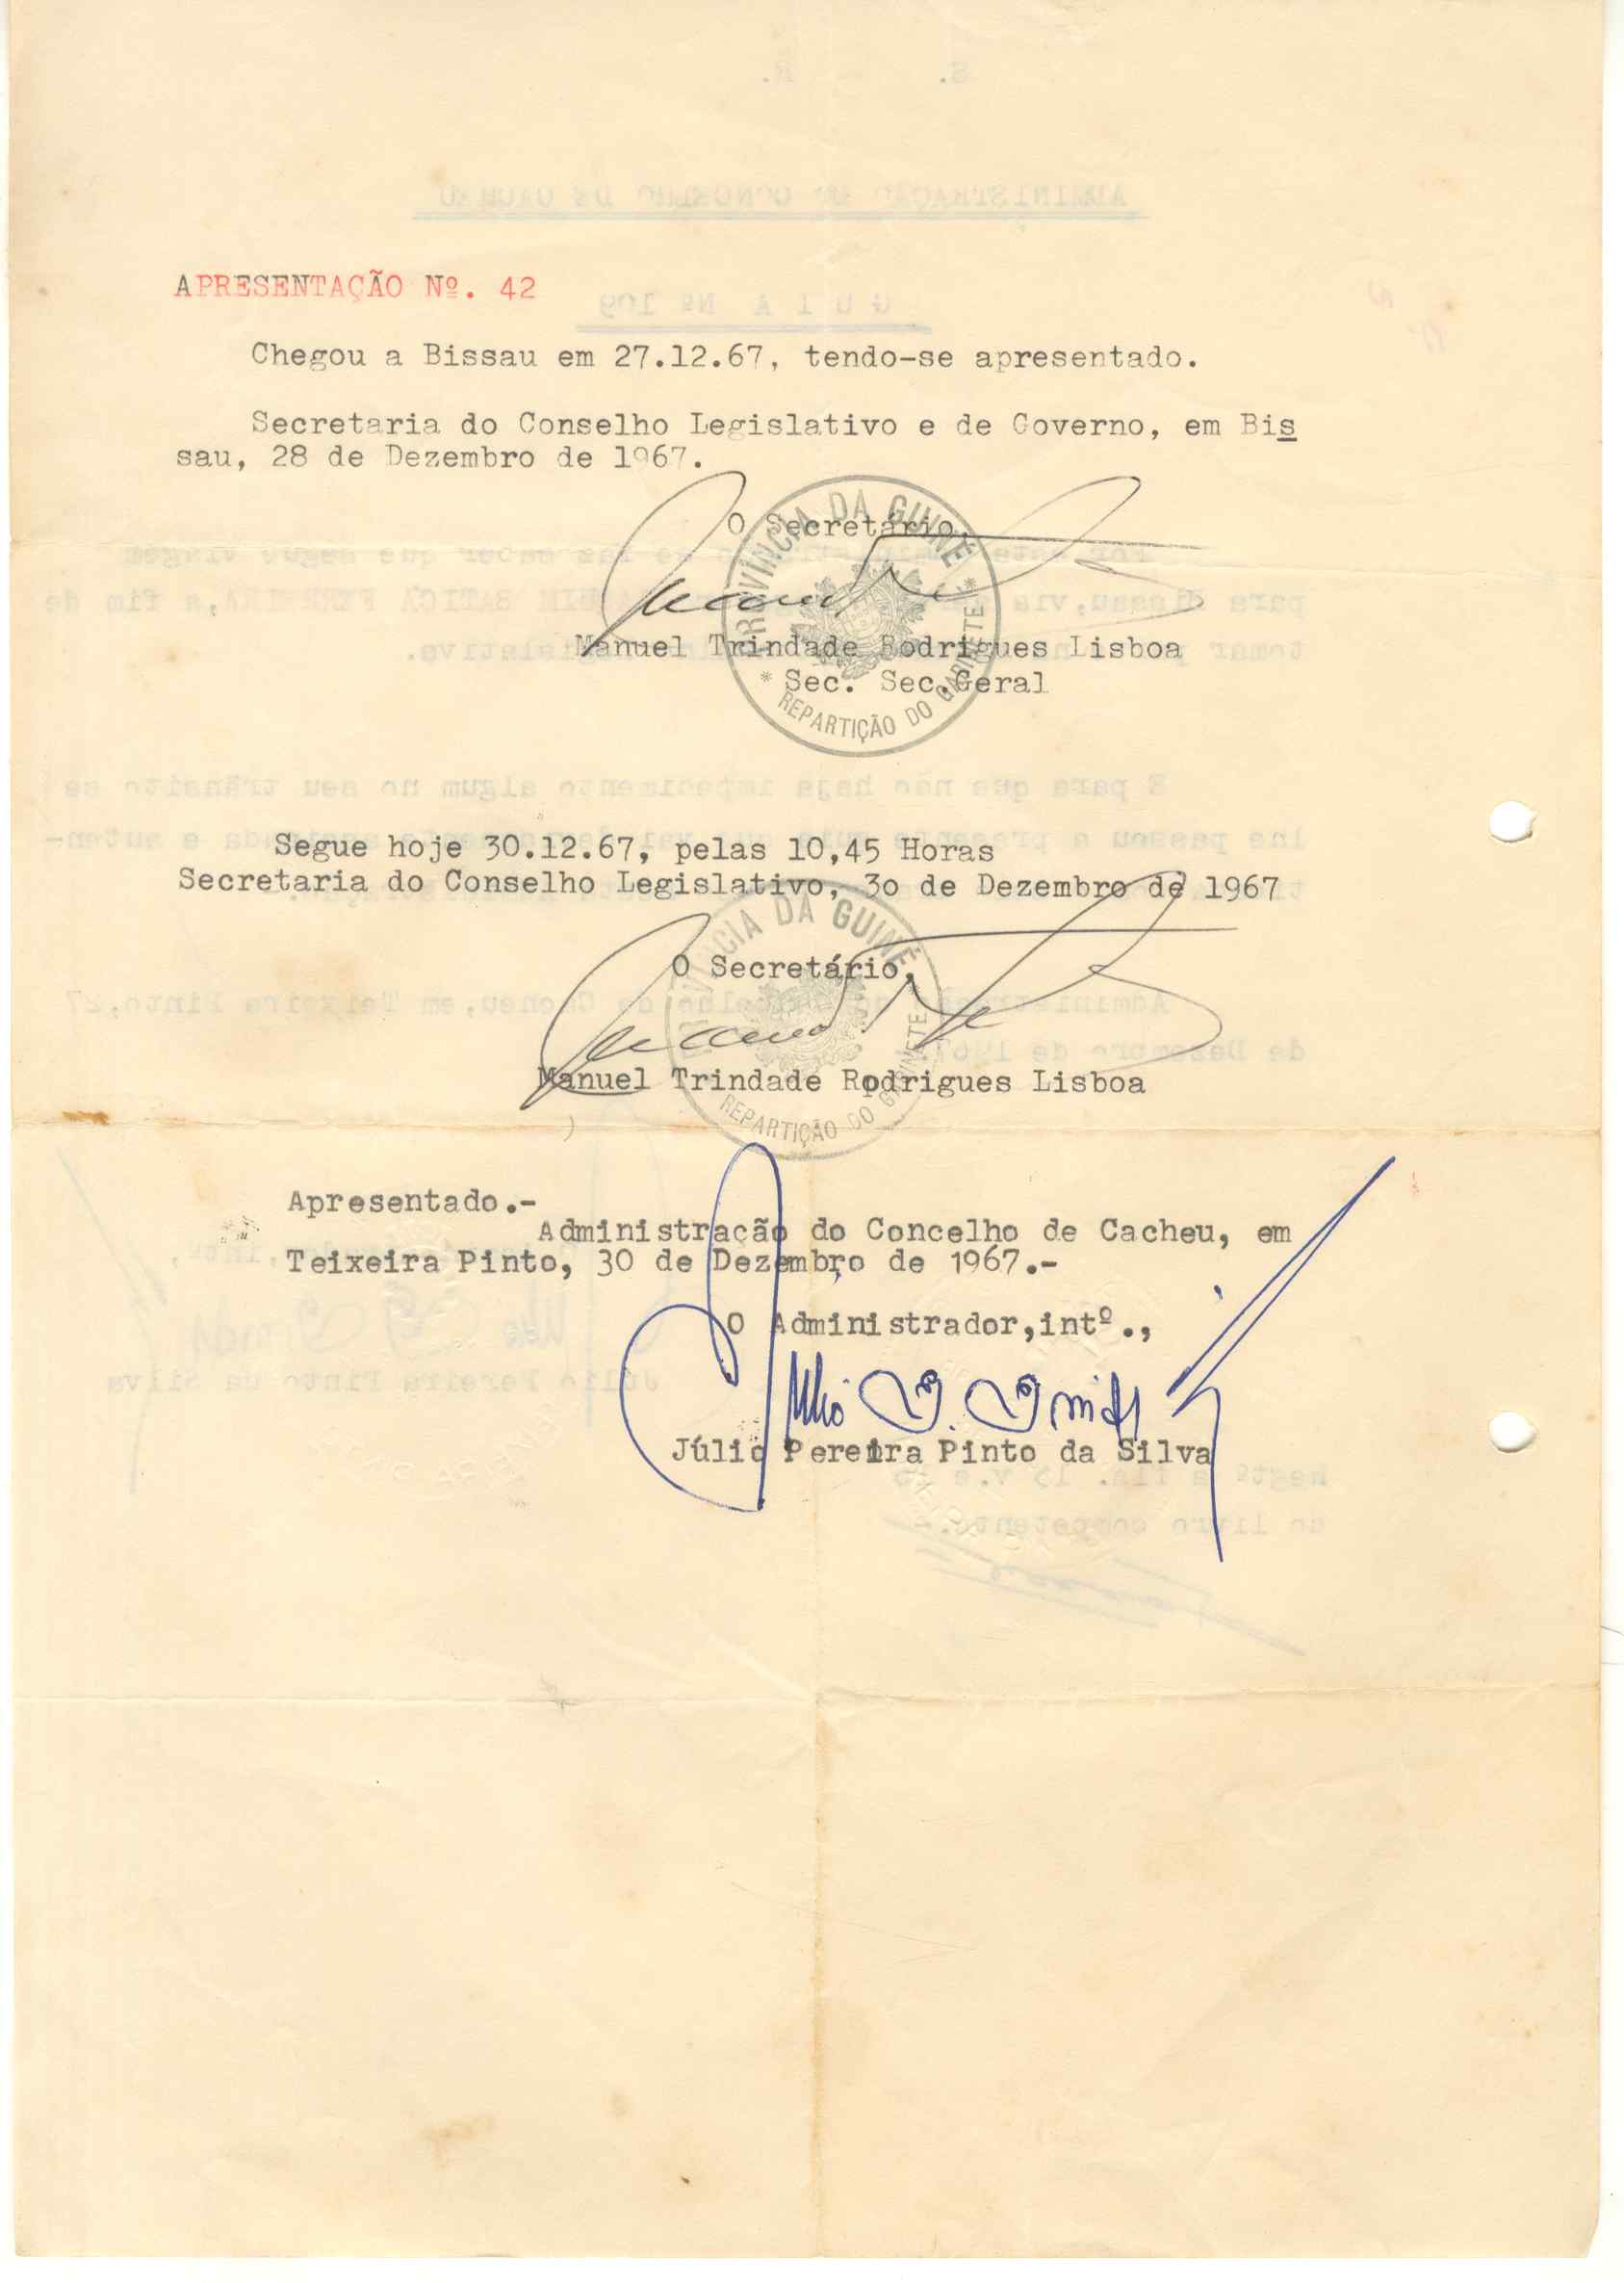 APRESENTAÇÃO Nº. 42
Chegou a Bissau em 27.12.67, tendo-se apresentado.
Secretaria do Conselho Legislativo e de Governo, em Bis
sau, 28 de Dezembro de 1967.
O Secretário,
PROVÍNCIA DA GUINÉ
* REPARTIÇÃO DO GABINETE *
Manuel Trindade Rodrigues Lisboa
Sec. Sec. Geral
Segue hoje 30.12.67, pelas 10,45 Horas
Secretaria do Conselho Legislativo, 30 de Dezembro de 1967
O Secretário,
PROVÍNCIA DA GUINÉ
REPARTIÇÃO DO GABINETE
Manuel Trindade Rodrigues Lisboa
Apresentado.-
Administração do Concelho de Cacheu, em
Teixeira Pinto, 30 de Dezembro de 1967.-
O Administrador,intº.,
Júlio Pereira Pinto da Silva